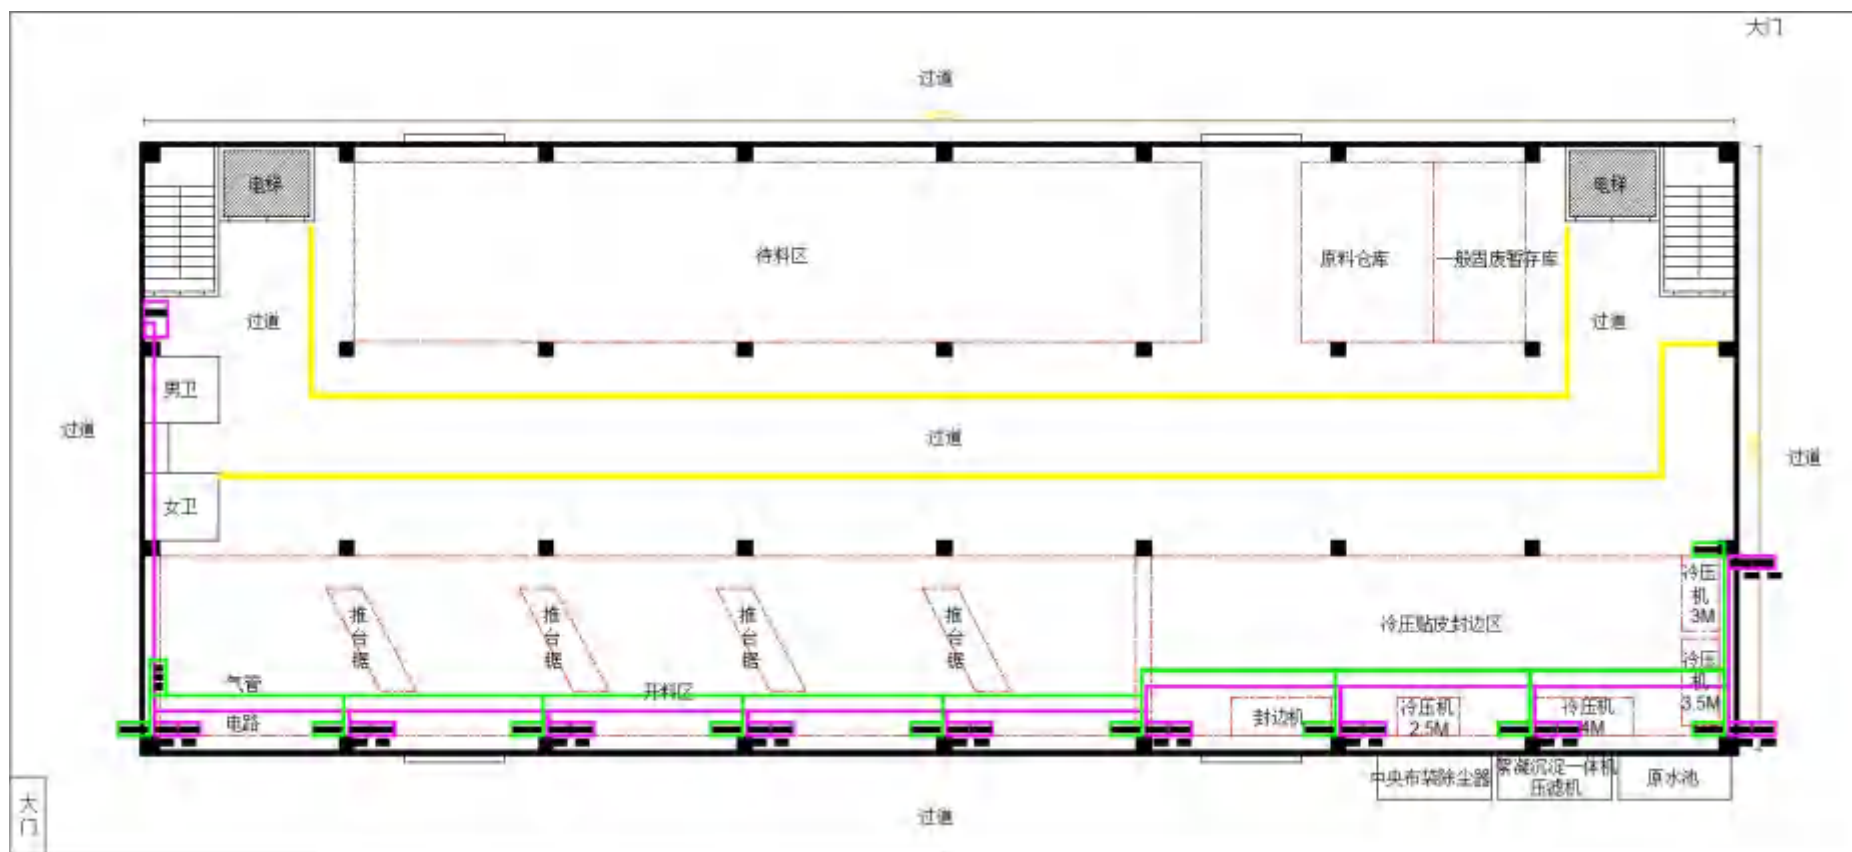 大门
过道
电梯
电梯
待料区
原料仓库
一般固废暂存库
过道
过道
男卫
过道
过道
过道
女卫
推台锯
推台锯
推台锯
推台锯
冷压贴皮封边区
冷压机
3M
冷压机
3.5M
气管
开料区
电路
封边机
冷压机
2.5M
冷压机
4M
中央布袋除尘器
絮凝沉淀一体机
压滤机
原水池
大门
过道